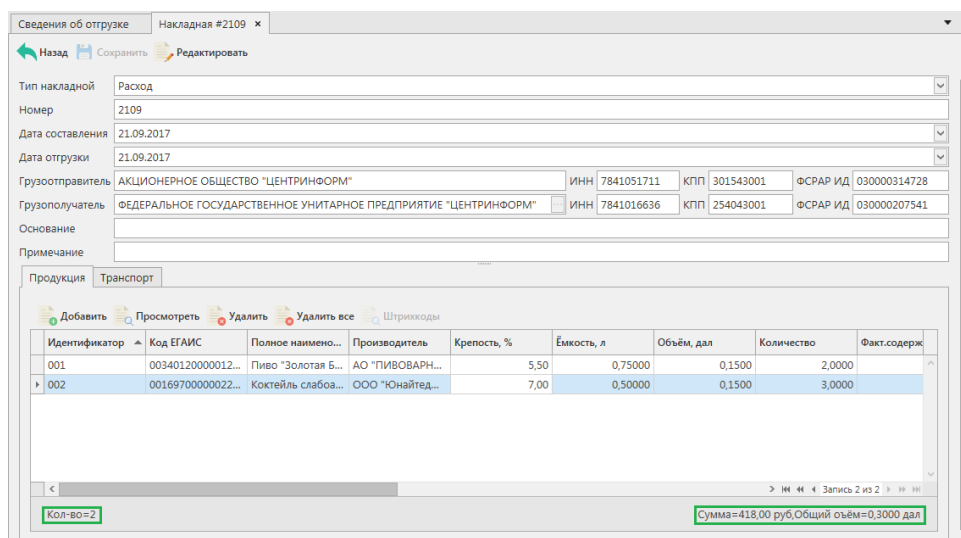 Сведения об отгрузке Накладная #2109 ×
Назад Сохранить Редактировать
Тип накладной Расход
Номер 2109
Дата составления 21.09.2017
Дата отгрузки 21.09.2017
Грузоотправитель АКЦИОНЕРНОЕ ОБЩЕСТВО "ЦЕНТРИНФОРМ" ИНН 7841051711 КПП 301543001 ФСРАР ИД 030000314728
Грузополучатель ФЕДЕРАЛЬНОЕ ГОСУДАРСТВЕННОЕ УНИТАРНОЕ ПРЕДПРИЯТИЕ "ЦЕНТРИНФОРМ" ... ИНН 7841016636 КПП 254043001 ФСРАР ИД 030000207541
Основание
Примечание
Продукция Транспорт
Добавить Просмотреть Удалить Удалить все Штрихкоды
Идентификатор Код ЕГАИС Полное наимено... Производитель Крепость, % Ёмкость, л Объём, дал Количество Факт.содерж
001 00340120000012... Пиво "Золотая Б... АО "ПИВОВАРН... 5,50 0,75000 0,1500 2,0000
002 00169700000022... Коктейль слабоа... ООО "Юнайтед... 7,00 0,50000 0,1500 3,0000
Запись 2 из 2
Кол-во=2 Сумма=418,00 руб,Общий оъём=0,3000 дал